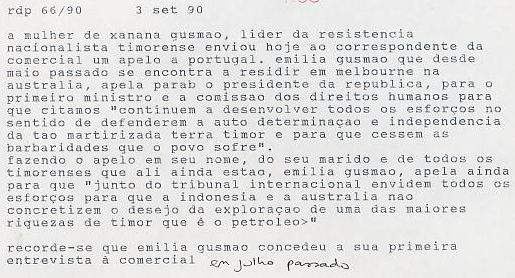 rdp 66/90 3 set 90
a mulher de xanana gusmao, lider da resistencia
nacionalista timorense enviou hoje ao correspondente da
comercial um apelo a portugal. emilia gusmao que desde
maio passado se encontra a residir em melbourne na
australia, apela parab o presidente da republica, para o
primeiro ministro e a comissao dos direitos humanos para
que citamos "continuem a desenvolver todos os esforços no
sentido de defenderem a auto determinaçao e independencia
da tao martirizada terra timor e para que cessem as
barbaridades que o povo sofre".
fazendo o apelo em seu nome, do seu marido e de todos os
timorenses que ali ainda estao, emilia gusmao, apela ainda
para que "junto do tribunal internacional envidem todos os
esforços para que a indonesia e a australia nao
concretizem o desejo da exploraçao de uma das maiores
riquezas de timor que é o petroleo>"
recorde-se que emilia gusmao concedeu a sua primeira
entrevista à comercial em julho passado